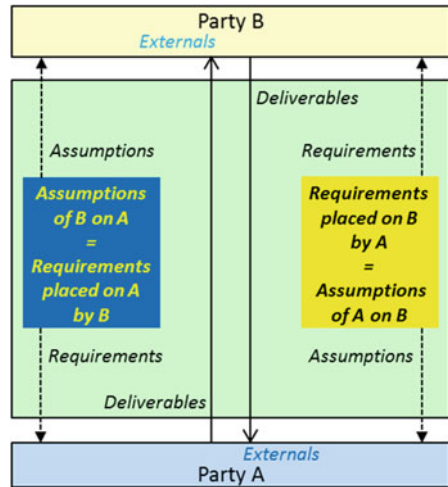 Party B
Externals
Deliverables
Assumptions
Requirements
Assumptions
of B on A
=
Requirements
placed on A
by B
Requirements
placed on B
by A
=
Assumptions
of A on B
Requirements
Assumptions
Deliverables
Externals
Party A